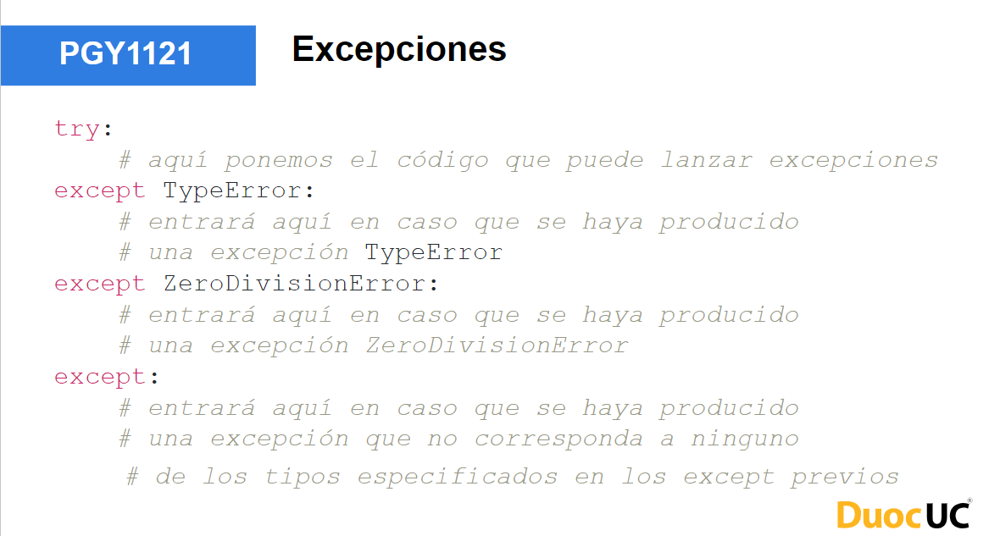 PGY1121
Excepciones
try:
# aquí ponemos el código que puede lanzar excepciones
except TypeError:
# entrará aquí en caso que se haya producido
# una excepción TypeError
except ZeroDivisionError:
# entrará aquí en caso que se haya producido
# una excepción ZeroDivisionError
except:
# entrará aquí en caso que se haya producido
# una excepción que no corresponda a ninguno
# de los tipos especificados en los except previos
DuocUC®